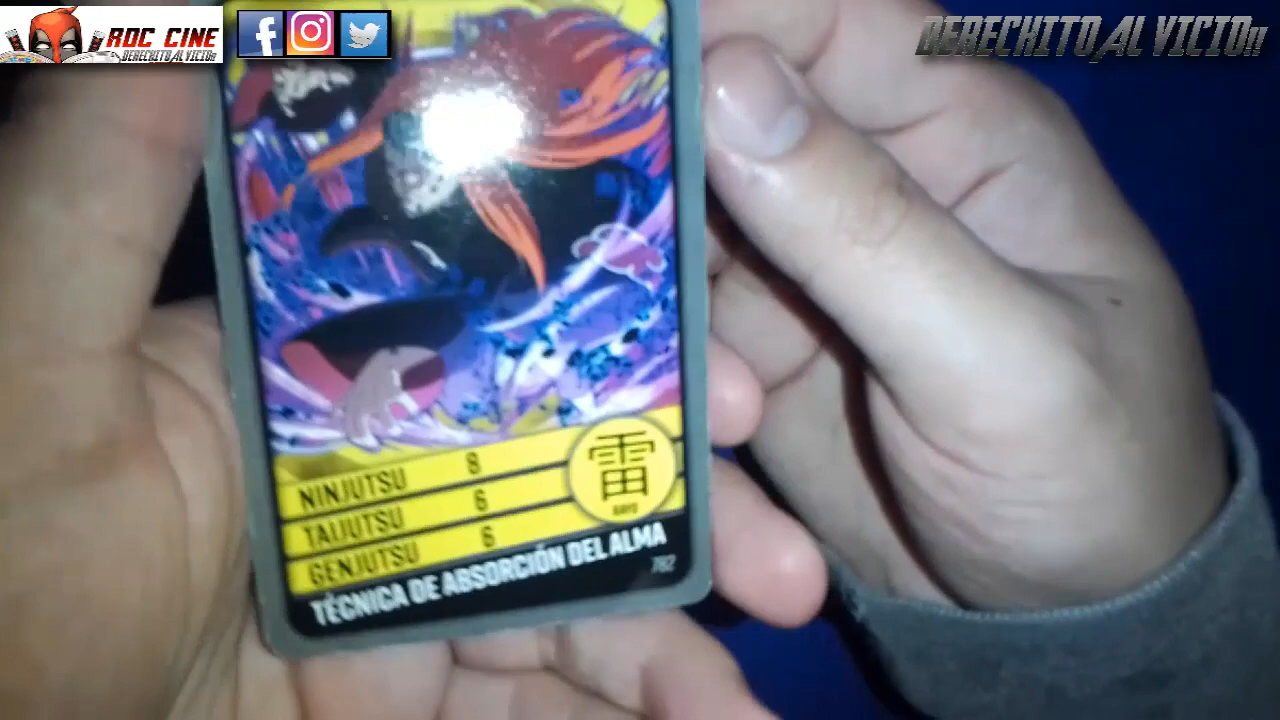 ROC CINE
DERECHITO AL VICIO!!
DERECHITO AL VICIO!!
NINJUTSU 8
TAIJUTSU 6
GENJUTSU 6
雷
RAYO
TÉCNICA DE ABSORCIÓN DEL ALMA
782